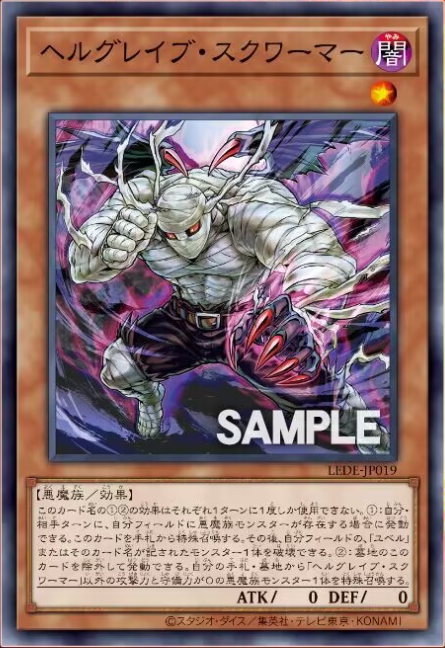 ヘルグレイブ・スクワーマー
闇
SAMPLE
LEDE-JP019
【悪魔族／効果】
このカード名の①②の効果はそれぞれ1ターンに1度しか使用できない。①：自分・
相手ターンに、自分フィールドに悪魔族モンスターが存在する場合に発動
できる。このカードを手札から特殊召喚する。その後、自分フィールドの、「ユベル」
またはそのカード名が記されたモンスター1体を破壊できる。②：墓地のこの
カードを除外して発動できる。自分の手札・墓地から「ヘルグレイブ・スク
ワーマー」以外の攻撃力と守備力が0の悪魔族モンスター1体を特殊召喚する。
ATK/ 0 DEF/ 0
©スタジオ・ダイス／集英社・テレビ東京・KONAMI